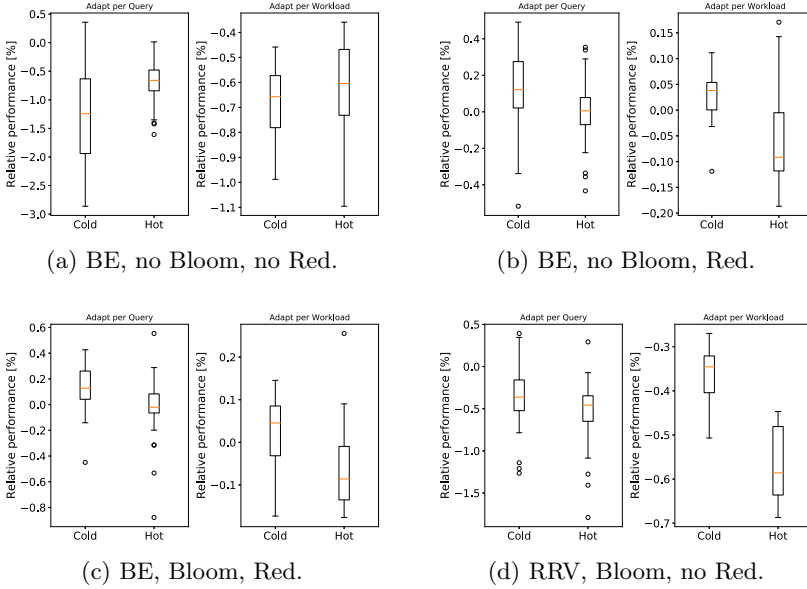 Adapt per Query
Relative performance [%]
0.5
0.0
−0.5
−1.0
−1.5
−2.0
−2.5
−3.0
Cold Hot
Adapt per Workload
Relative performance [%]
−0.4
−0.5
−0.6
−0.7
−0.8
−0.9
−1.0
−1.1
Cold Hot
(a) BE, no Bloom, no Red.
Adapt per Query
Relative performance [%]
0.4
0.2
0.0
−0.2
−0.4
Cold Hot
Adapt per Workload
Relative performance [%]
0.15
0.10
0.05
0.00
−0.05
−0.10
−0.15
−0.20
Cold Hot
(b) BE, no Bloom, Red.
Adapt per Query
Relative performance [%]
0.6
0.4
0.2
0.0
−0.2
−0.4
−0.6
−0.8
Cold Hot
Adapt per Workload
Relative performance [%]
0.2
0.1
0.0
−0.1
Cold Hot
(c) BE, Bloom, Red.
Adapt per Query
Relative performance [%]
0.5
0.0
−0.5
−1.0
−1.5
Cold Hot
Adapt per Workload
Relative performance [%]
−0.3
−0.4
−0.5
−0.6
−0.7
Cold Hot
(d) RRV, Bloom, no Red.